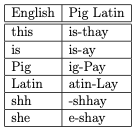 English Pig Latin
this is-thay
is is-ay
Pig ig-Pay
Latin atin-Lay
shh -shhay
she e-shay